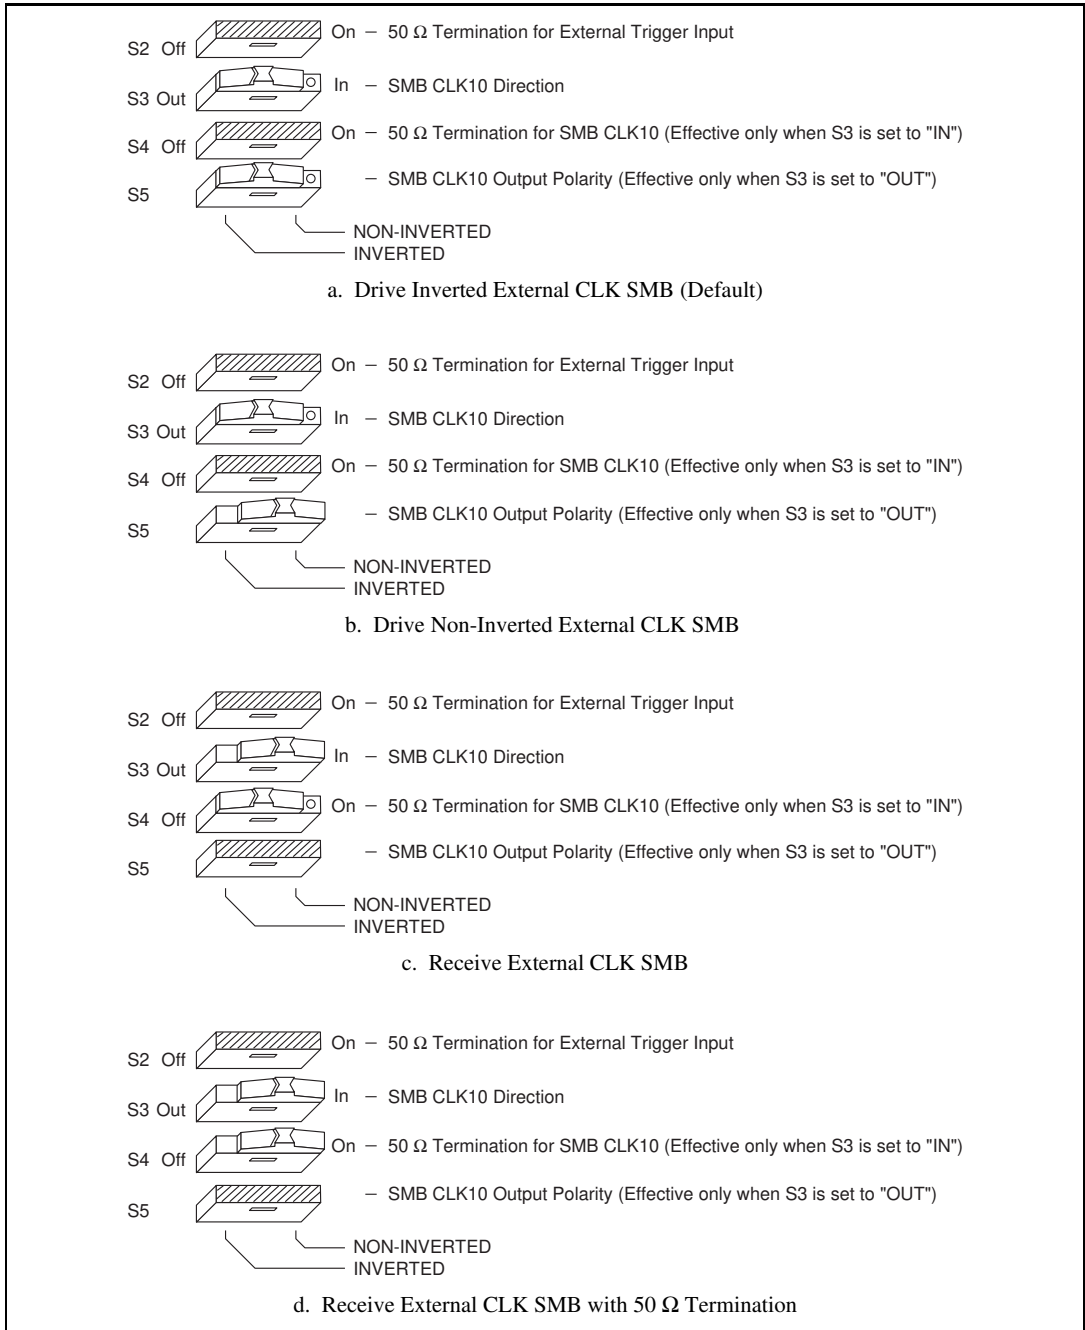 On – 50 Ω Termination for External Trigger Input
S2 Off
In – SMB CLK10 Direction
S3 Out
On – 50 Ω Termination for SMB CLK10 (Effective only when S3 is set to "IN")
S4 Off
– SMB CLK10 Output Polarity (Effective only when S3 is set to "OUT")
S5
NON-INVERTED
INVERTED
a. Drive Inverted External CLK SMB (Default)
On – 50 Ω Termination for External Trigger Input
S2 Off
In – SMB CLK10 Direction
S3 Out
On – 50 Ω Termination for SMB CLK10 (Effective only when S3 is set to "IN")
S4 Off
– SMB CLK10 Output Polarity (Effective only when S3 is set to "OUT")
S5
NON-INVERTED
INVERTED
b. Drive Non-Inverted External CLK SMB
On – 50 Ω Termination for External Trigger Input
S2 Off
In – SMB CLK10 Direction
S3 Out
On – 50 Ω Termination for SMB CLK10 (Effective only when S3 is set to "IN")
S4 Off
– SMB CLK10 Output Polarity (Effective only when S3 is set to "OUT")
S5
NON-INVERTED
INVERTED
c. Receive External CLK SMB
On – 50 Ω Termination for External Trigger Input
S2 Off
In – SMB CLK10 Direction
S3 Out
On – 50 Ω Termination for SMB CLK10 (Effective only when S3 is set to "IN")
S4 Off
– SMB CLK10 Output Polarity (Effective only when S3 is set to "OUT")
S5
NON-INVERTED
INVERTED
d. Receive External CLK SMB with 50 Ω Termination